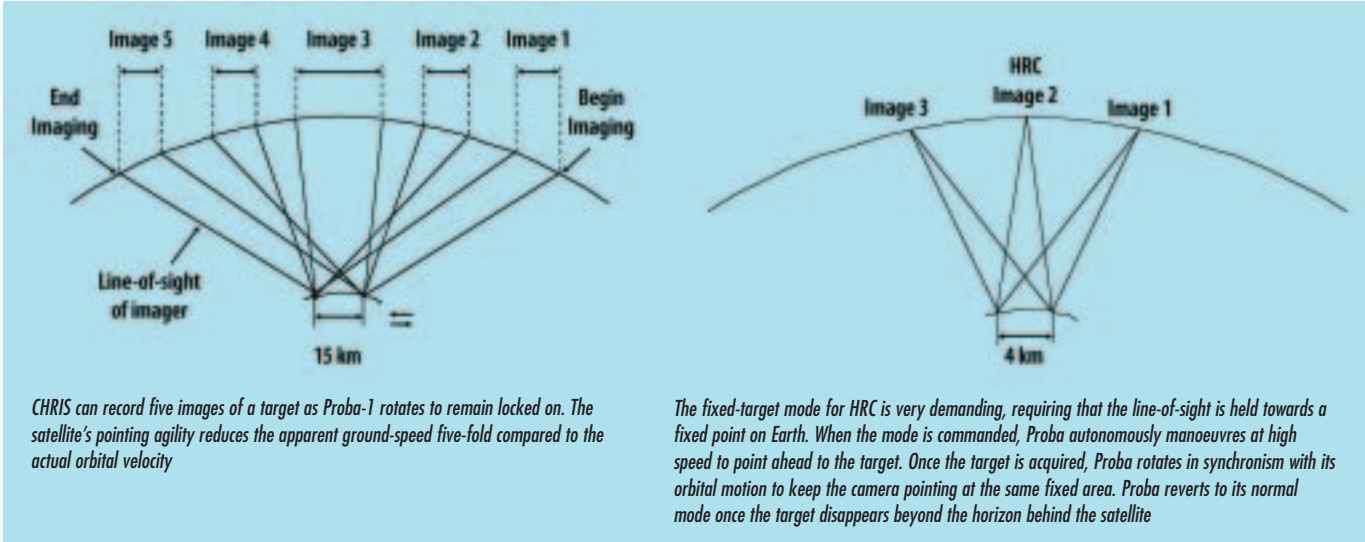 Image 5 Image 4 Image 3 Image 2 Image 1
End
Imaging
Begin
Imaging
Line-of-sight
of imager
15 km
CHRIS can record five images of a target as Proba-1 rotates to remain locked on. The
satellite's pointing agility reduces the apparent ground-speed five-fold compared to the
actual orbital velocity
HRC
Image 3 Image 2 Image 1
4 km
The fixed-target mode for HRC is very demanding, requiring that the line-of-sight is held towards a
fixed point on Earth. When the mode is commanded, Proba autonomously manoeuvres at high
speed to point ahead to the target. Once the target is acquired, Proba rotates in synchronism with its
orbital motion to keep the camera pointing at the same fixed area. Proba reverts to its normal
mode once the target disappears beyond the horizon behind the satellite